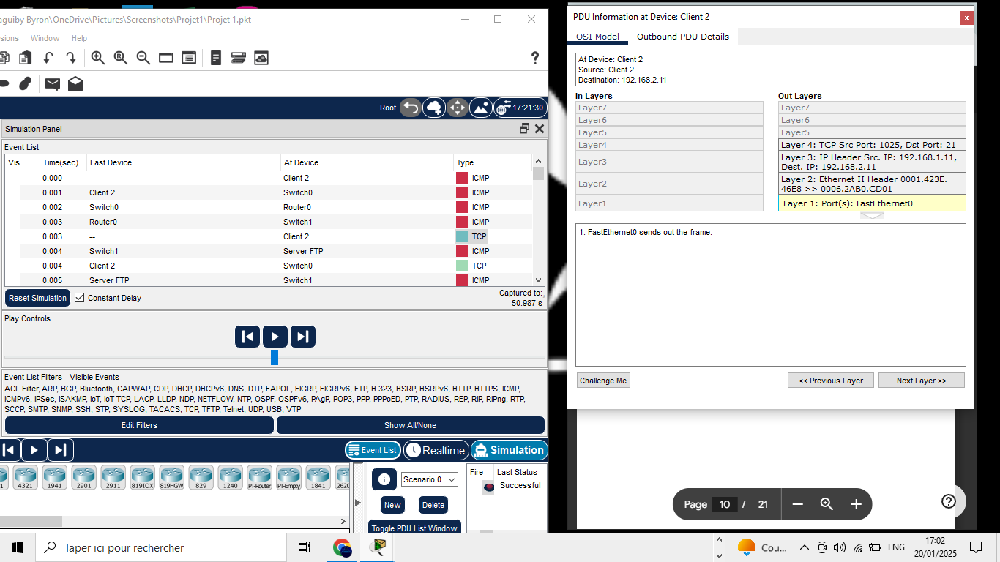 aguiby Byron\OneDrive\Pictures\Screenshots\Projet1\Projet 1.pkt
sions Window Help
?
Root 17:21:30
Simulation Panel
Event List
Vis. Time(sec) Last Device At Device Type
0.000 -- Client 2 ICMP
0.001 Client 2 Switch0 ICMP
0.002 Switch0 Router0 ICMP
0.003 Router0 Switch1 ICMP
0.003 -- Client 2 TCP
0.004 Switch1 Server FTP ICMP
0.004 Client 2 Switch0 TCP
0.005 Server FTP Switch1 ICMP
Reset Simulation Constant Delay Captured to:
50.987 s
Play Controls
Event List Filters - Visible Events
ACL Filter, ARP, BGP, Bluetooth, CAPWAP, CDP, DHCP, DHCPv6, DNS, DTP, EAPOL, EIGRP, EIGRPv6, FTP, H.323, HSRP, HSRPv6, HTTP, HTTPS, ICMP,
ICMPv6, IPSec, ISAKMP, IoT, IoT TCP, LACP, LLDP, NDP, NETFLOW, NTP, OSPF, OSPFv6, PAgP, POP3, PPP, PPPoED, PTP, RADIUS, REP, RIP, RIPng, RTP,
SCCP, SMTP, SNMP, SSH, STP, SYSLOG, TACACS, TCP, TFTP, Telnet, UDP, USB, VTP
Edit Filters Show All/None
Event List Realtime Simulation
1 4321 1941 2901 2911 819IOX 819HGW 829 1240 PT-Router PT-Empty 1841 2620
Scenario 0
New Delete
Toggle PDU List Window
Fire Last Status
Successful
PDU Information at Device: Client 2
x
OSI Model Outbound PDU Details
At Device: Client 2
Source: Client 2
Destination: 192.168.2.11
In Layers
Layer7
Layer6
Layer5
Layer4
Layer3
Layer2
Layer1
Out Layers
Layer7
Layer6
Layer5
Layer 4: TCP Src Port: 1025, Dst Port: 21
Layer 3: IP Header Src. IP: 192.168.1.11,
Dest. IP: 192.168.2.11
Layer 2: Ethernet II Header 0001.423E.
46E8 >> 0006.2AB0.CD01
Layer 1: Port(s): FastEthernet0
1. FastEthernet0 sends out the frame.
Challenge Me << Previous Layer Next Layer >>
Page 10 / 21
?
Taper ici pour rechercher
Cou...
ENG
17:02
20/01/2025